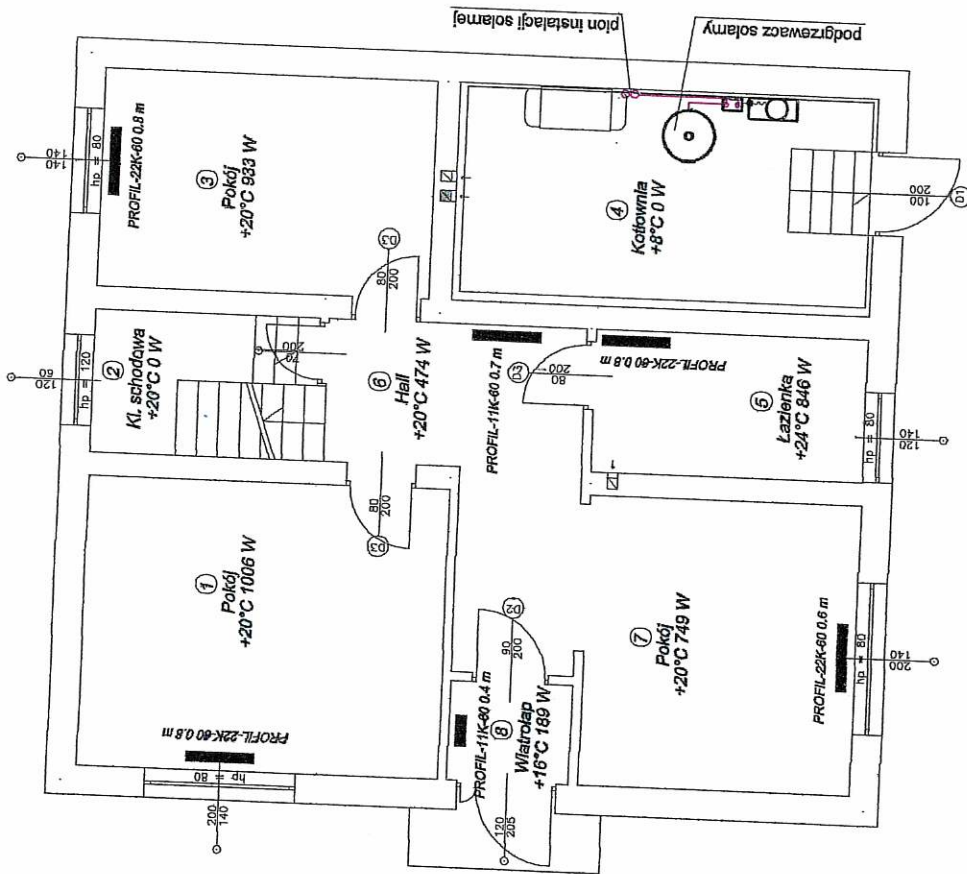 pion instalacji solarnej
podgrzewacz solarny
140
140
hp = 80
PROFIL-22K-60 0.8 m
3
Pokój
+20°C 933 W
4
Kotłownia
+8°C 0 W
100
200
D1
120
60
hp = 120
2
Kl. schodowa
+20°C 0 W
70
200
80
200
D3
6
Hall
+20°C 474 W
PROFIL-11K-60 0.7 m
D3
80
200
PROFIL-22K-60 0.8 m
5
Łazienka
+24°C 846 W
hp = 80
120
140
1
1
Pokój
+20°C 1006 W
80
200
D3
PROFIL-22K-60 0.8 m
hp = 80
200
140
PROFIL-11K-60 0.4 m
8
Wiatrołap
+16°C 189 W
90
200
D2
120
205
7
Pokój
+20°C 749 W
PROFIL-22K-60 0.6 m
hp = 80
200
140